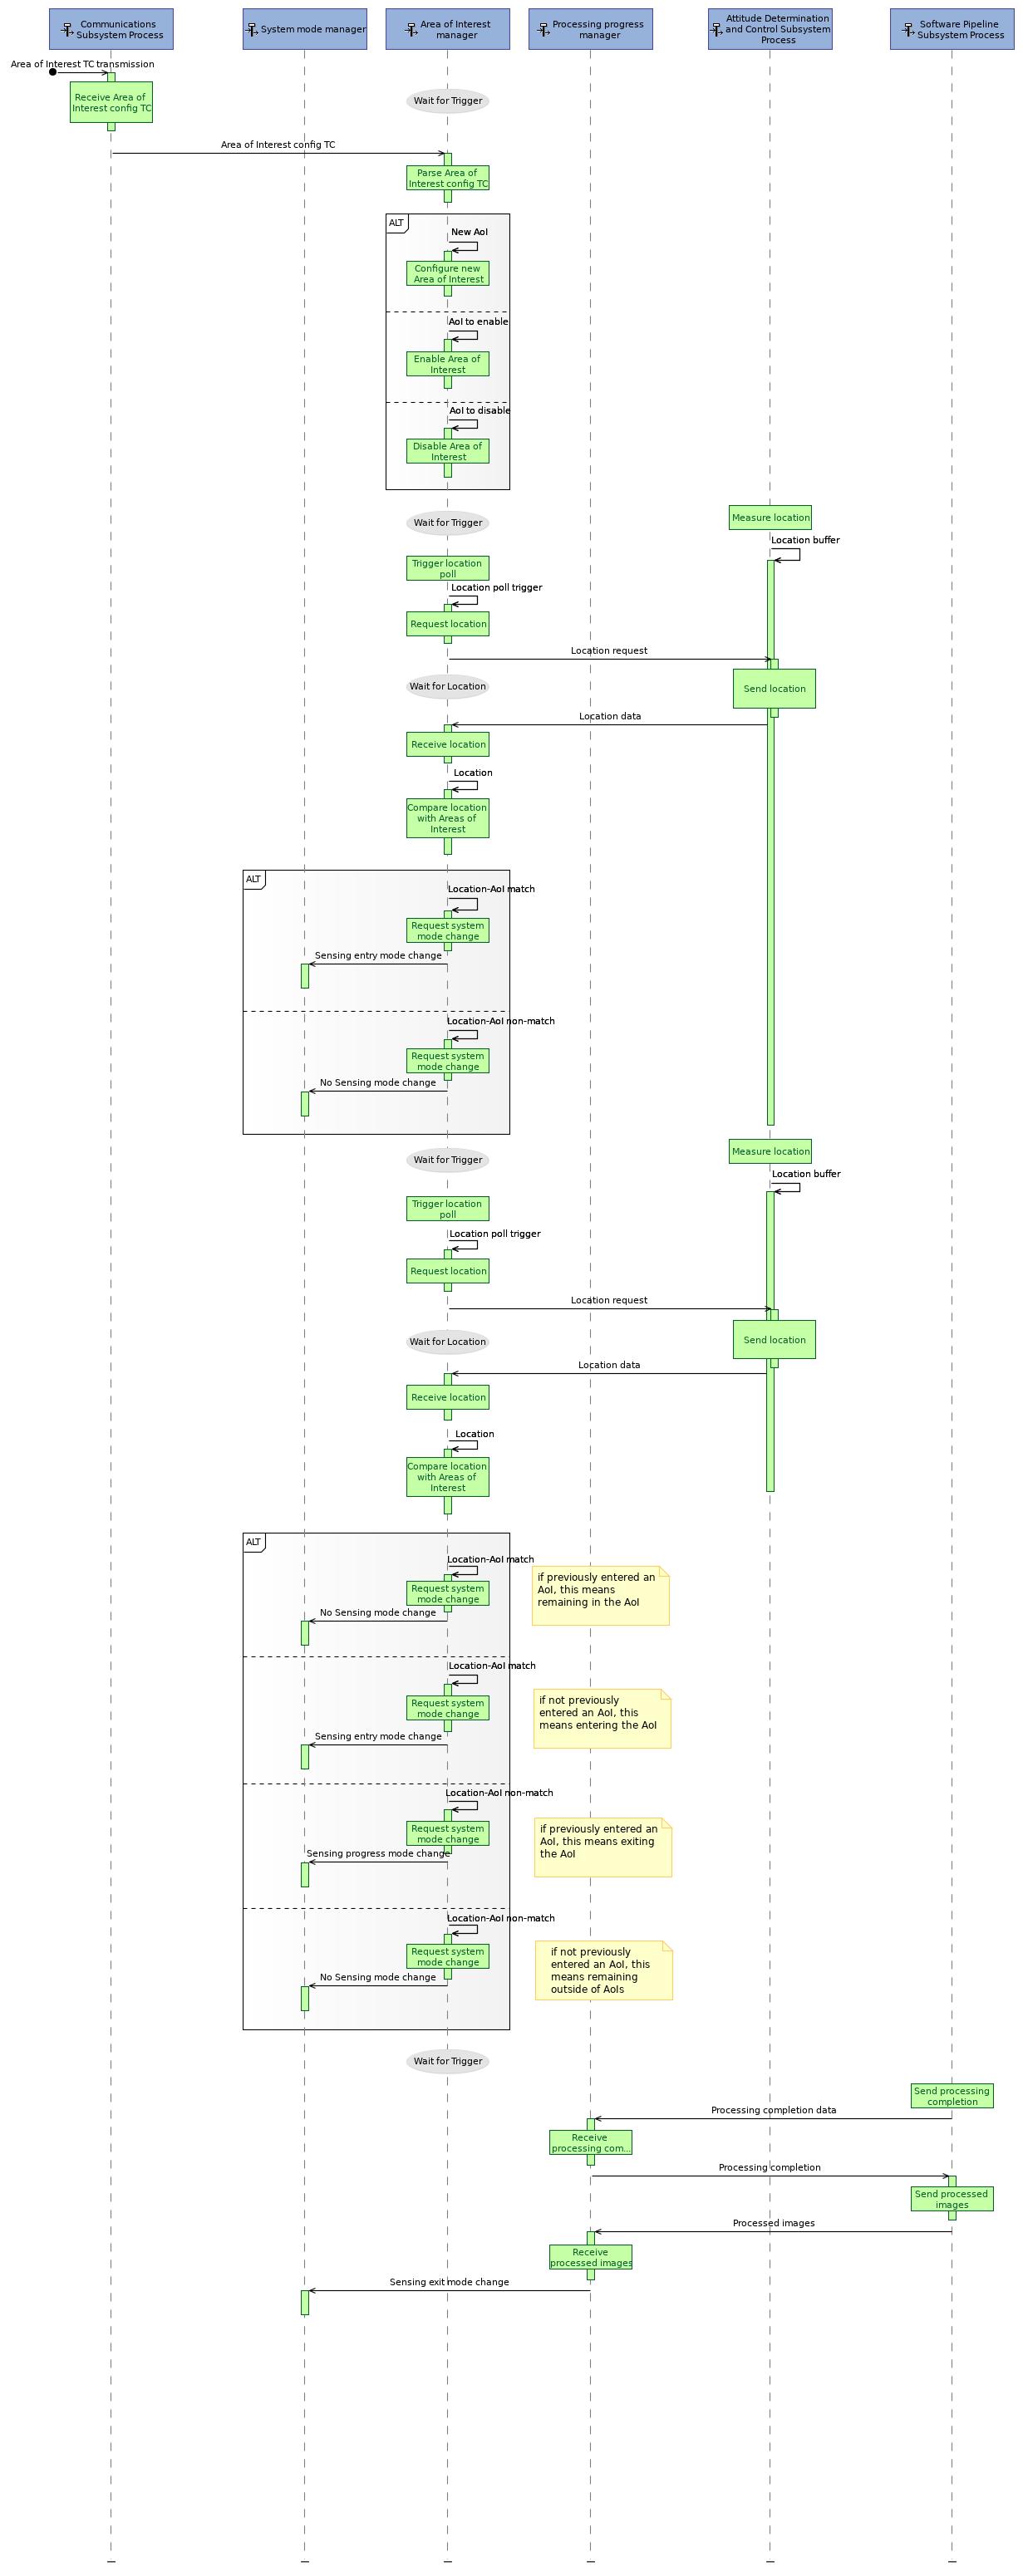 Communications
Subsystem Process
System mode manager
Area of Interest
manager
Processing progress
manager
Attitude Determination
and Control Subsystem
Process
Software Pipeline
Subsystem Process
Area of Interest TC transmission
Receive Area of
Interest config TC
Wait for Trigger
Area of Interest config TC
Parse Area of
Interest config TC
ALT
New AoI
Configure new
Area of Interest
AoI to enable
Enable Area of
Interest
AoI to disable
Disable Area of
Interest
Wait for Trigger
Measure location
Location buffer
Trigger location
poll
Location poll trigger
Request location
Location request
Wait for Location
Send location
Location data
Receive location
Location
Compare location
with Areas of
Interest
ALT
Location-AoI match
Request system
mode change
Sensing entry mode change
Location-AoI non-match
Request system
mode change
No Sensing mode change
Measure location
Wait for Trigger
Location buffer
Trigger location
poll
Location poll trigger
Request location
Location request
Wait for Location
Send location
Location data
Receive location
Location
Compare location
with Areas of
Interest
ALT
Location-AoI match
Request system
mode change
No Sensing mode change
if previously entered an
AoI, this means
remaining in the AoI
Location-AoI match
Request system
mode change
Sensing entry mode change
if not previously
entered an AoI, this
means entering the AoI
Location-AoI non-match
Request system
mode change
Sensing progress mode change
if previously entered an
AoI, this means exiting
the AoI
Location-AoI non-match
Request system
mode change
No Sensing mode change
if not previously
entered an AoI, this
means remaining
outside of AoIs
Wait for Trigger
Send processing
completion
Processing completion data
Receive
processing com...
Processing completion
Send processed
images
Processed images
Receive
processed images
Sensing exit mode change